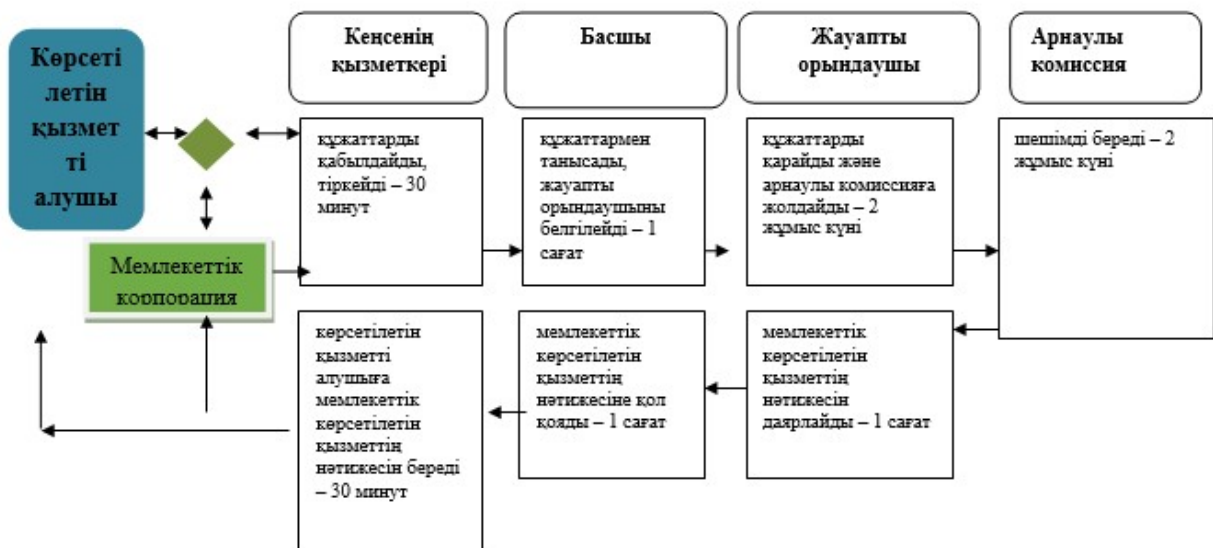 Көрсеті
летін
қызмет
ті
алушы
Мемлекеттік
корпорация
Кеңсенің
қызметкері
Басшы
Жауапты
орындаушы
Арнаулы
комиссия
құжаттарды
қабылдайды,
тіркейді – 30
минут
құжаттармен
танысады,
жауапты
орындаушыны
белгілейді – 1
сағат
құжаттарды
қарайды және
арнаулы комиссияға
жолдайды – 2
жұмыс күні
шешімді береді – 2
жұмыс күні
көрсетілетін
қызметті
алушыға
мемлекеттік
көрсетілетін
қызметтің
нәтижесін береді
– 30 минут
мемлекеттік
көрсетілетін
қызметтің
нәтижесіне қол
қояды – 1 сағат
мемлекеттік
көрсетілетін
қызметтің
нәтижесін
даярлайды – 1 сағат